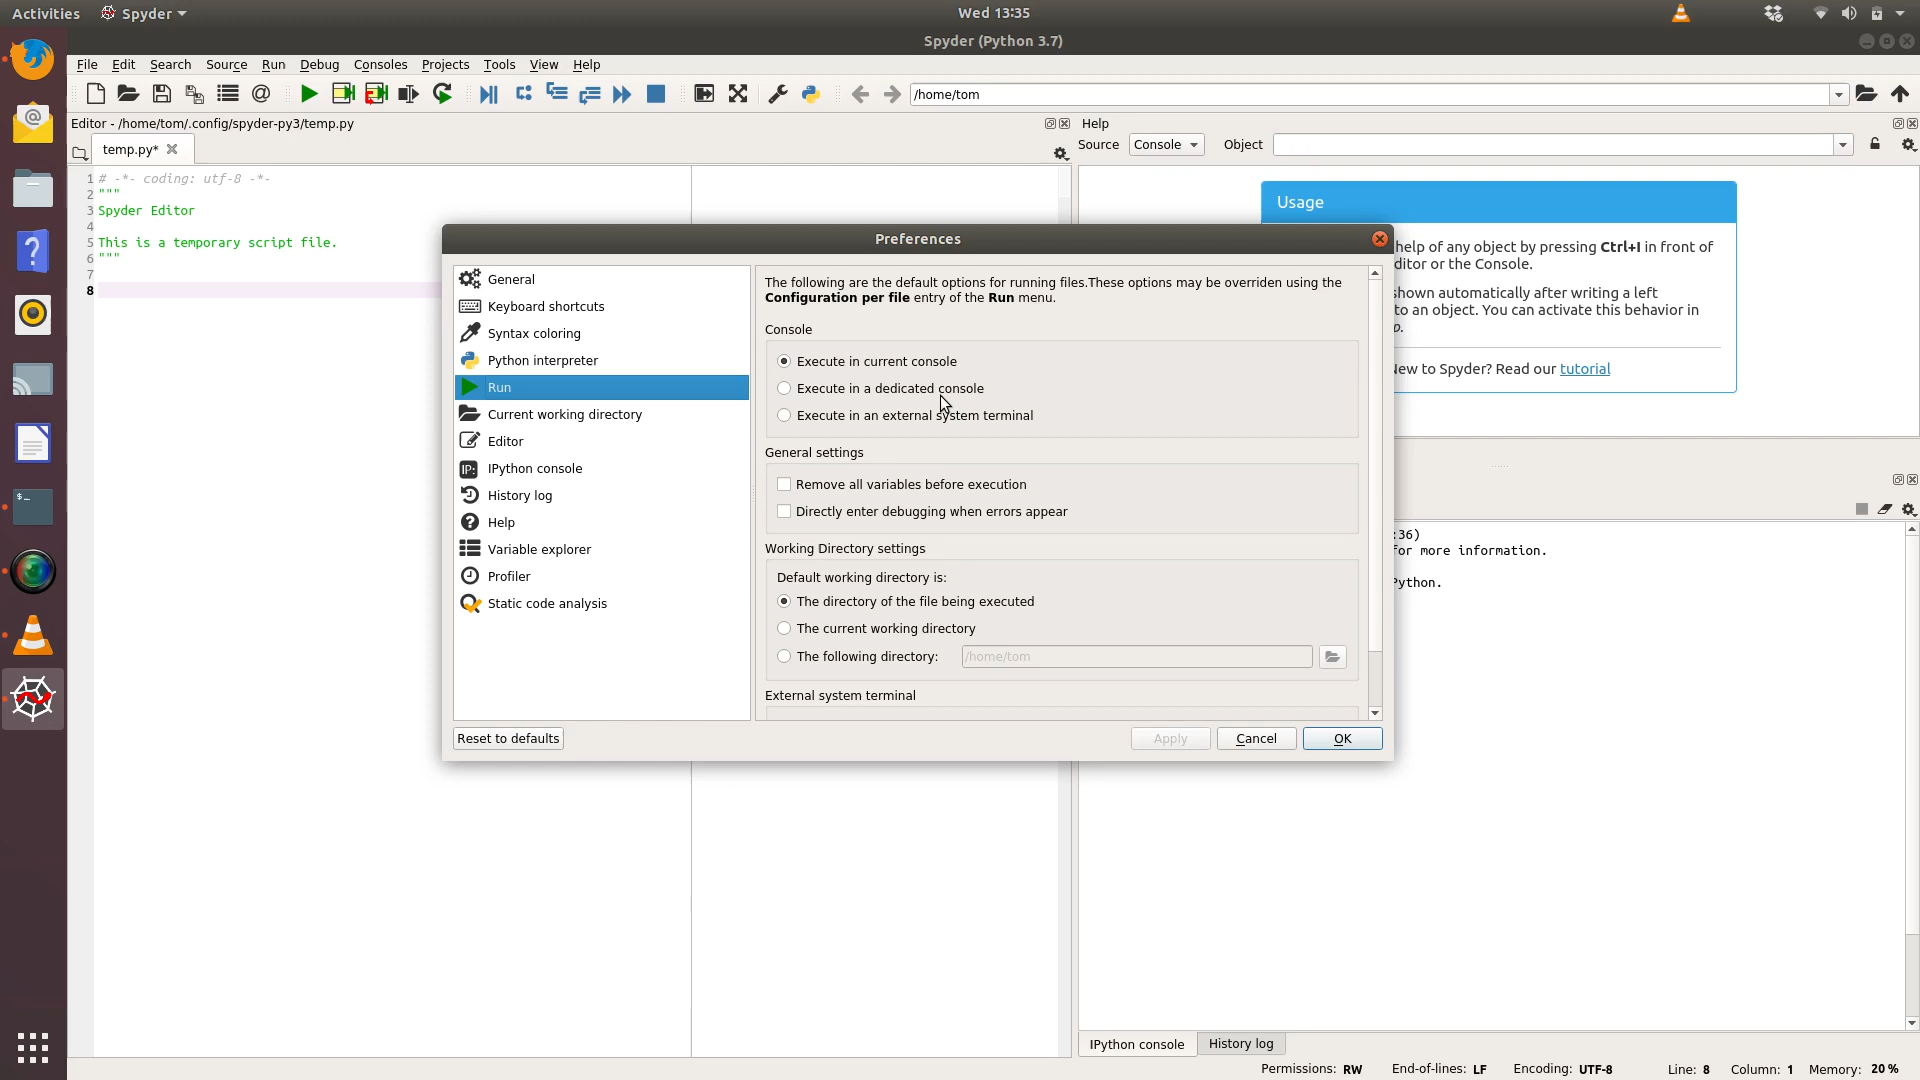 Activities Spyder Wed 13:35
Spyder (Python 3.7)
File Edit Search Source Run Debug Consoles Projects Tools View Help
/home/tom
Editor - /home/tom/.config/spyder-py3/temp.py
temp.py*
1 # -*- coding: utf-8 -*-
2 """
3 Spyder Editor
4
5 This is a temporary script file.
6 """
7
8
Help
Source Console Object
Usage
help of any object by pressing Ctrl+I in front of
ditor or the Console.
shown automatically after writing a left
to an object. You can activate this behavior in
New to Spyder? Read our tutorial
Preferences
General
Keyboard shortcuts
Syntax coloring
Python interpreter
Run
Current working directory
Editor
IP: IPython console
History log
Help
Variable explorer
Profiler
Static code analysis
The following are the default options for running files.These options may be overriden using the
Configuration per file entry of the Run menu.
Console
Execute in current console
Execute in a dedicated console
Execute in an external system terminal
General settings
Remove all variables before execution
Directly enter debugging when errors appear
Working Directory settings
Default working directory is:
The directory of the file being executed
The current working directory
The following directory: /home/tom
External system terminal
Reset to defaults Apply Cancel OK
:36)
for more information.
Python.
IPython console History log
Permissions: RW End-of-lines: LF Encoding: UTF-8 Line: 8 Column: 1 Memory: 20 %